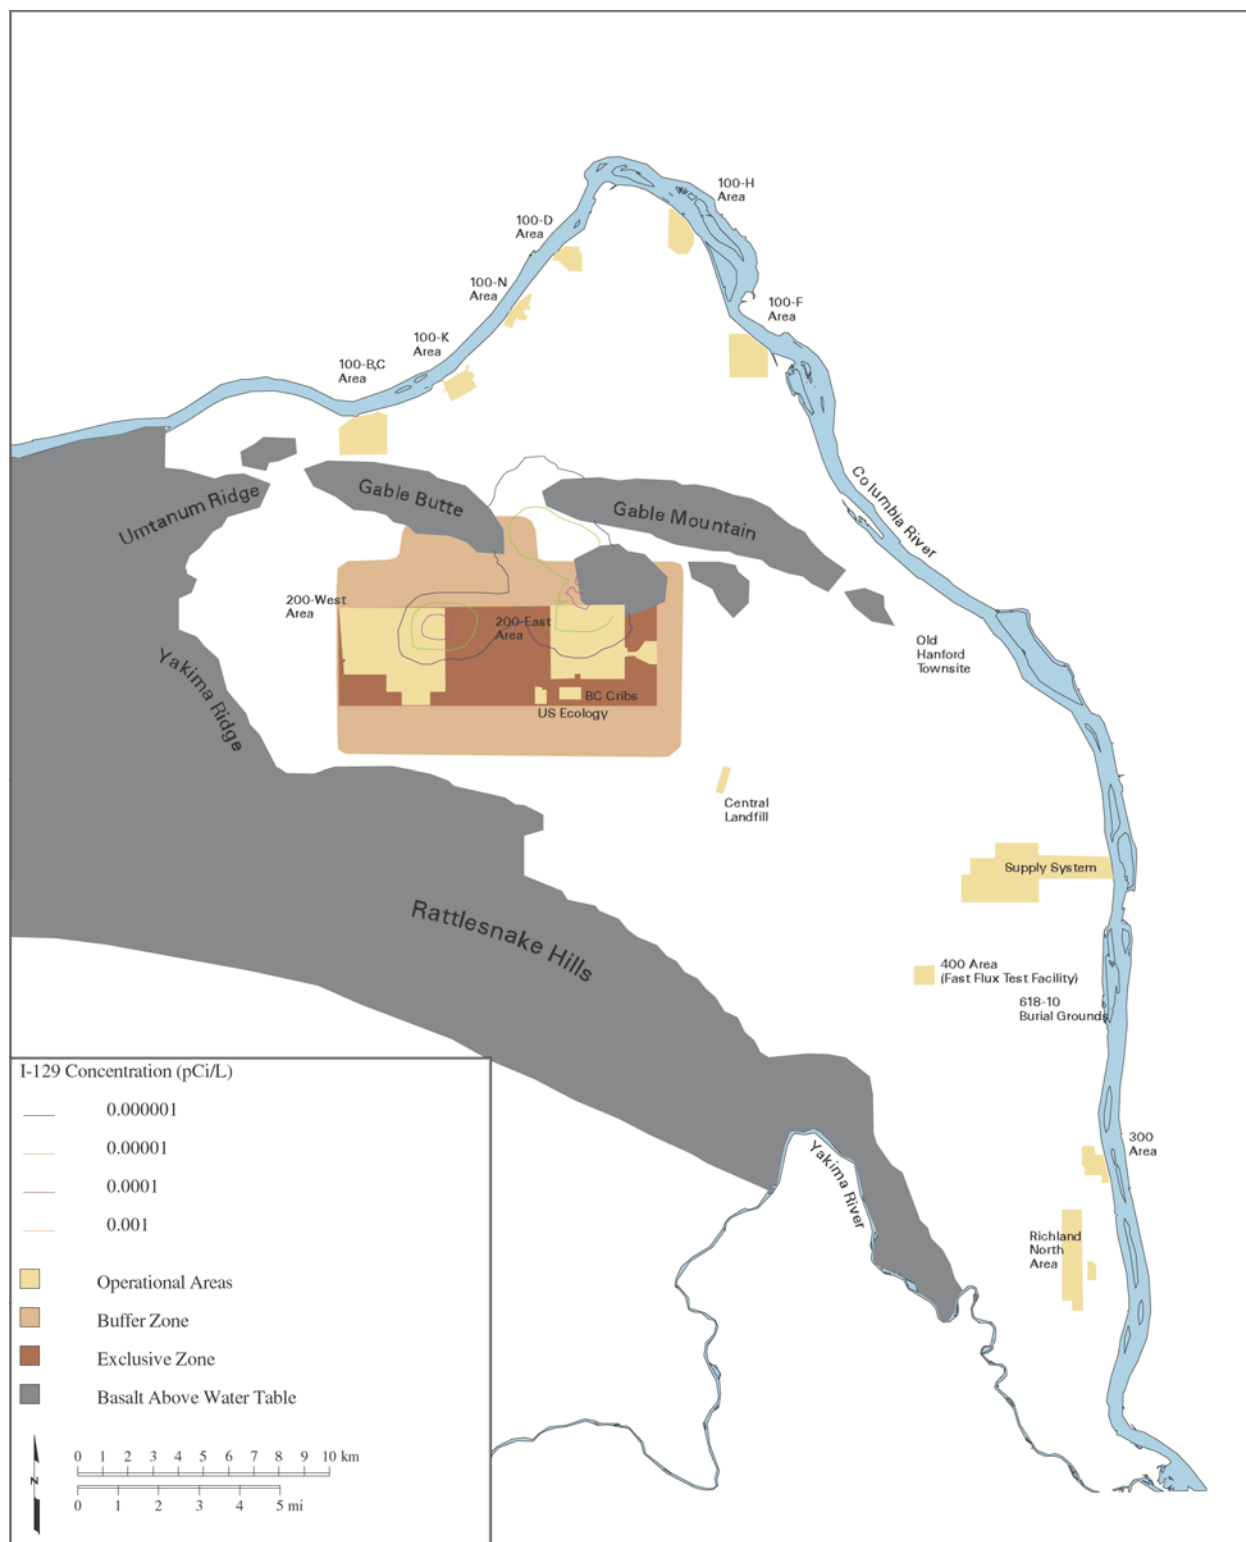 100-H
Area
100-D
Area
100-N
Area
100-F
Area
100-K
Area
100-B,C
Area
Columbia River
Umtanum Ridge
Gable Butte
Gable Mountain
200-West
Area
200-East
Area
Old
Hanford
Townsite
Yakima Ridge
BC Cribs
US Ecology
Central
Landfill
Supply System
Rattlesnake Hills
400 Area
(Fast Flux Test Facility)
618-10
Burial Grounds
300
Area
Yakima River
Richland
North
Area
I-129 Concentration (pCi/L)
0.000001
0.00001
0.0001
0.001
Operational Areas
Buffer Zone
Exclusive Zone
Basalt Above Water Table
N
0 1 2 3 4 5 6 7 8 9 10 km
0 1 2 3 4 5 mi